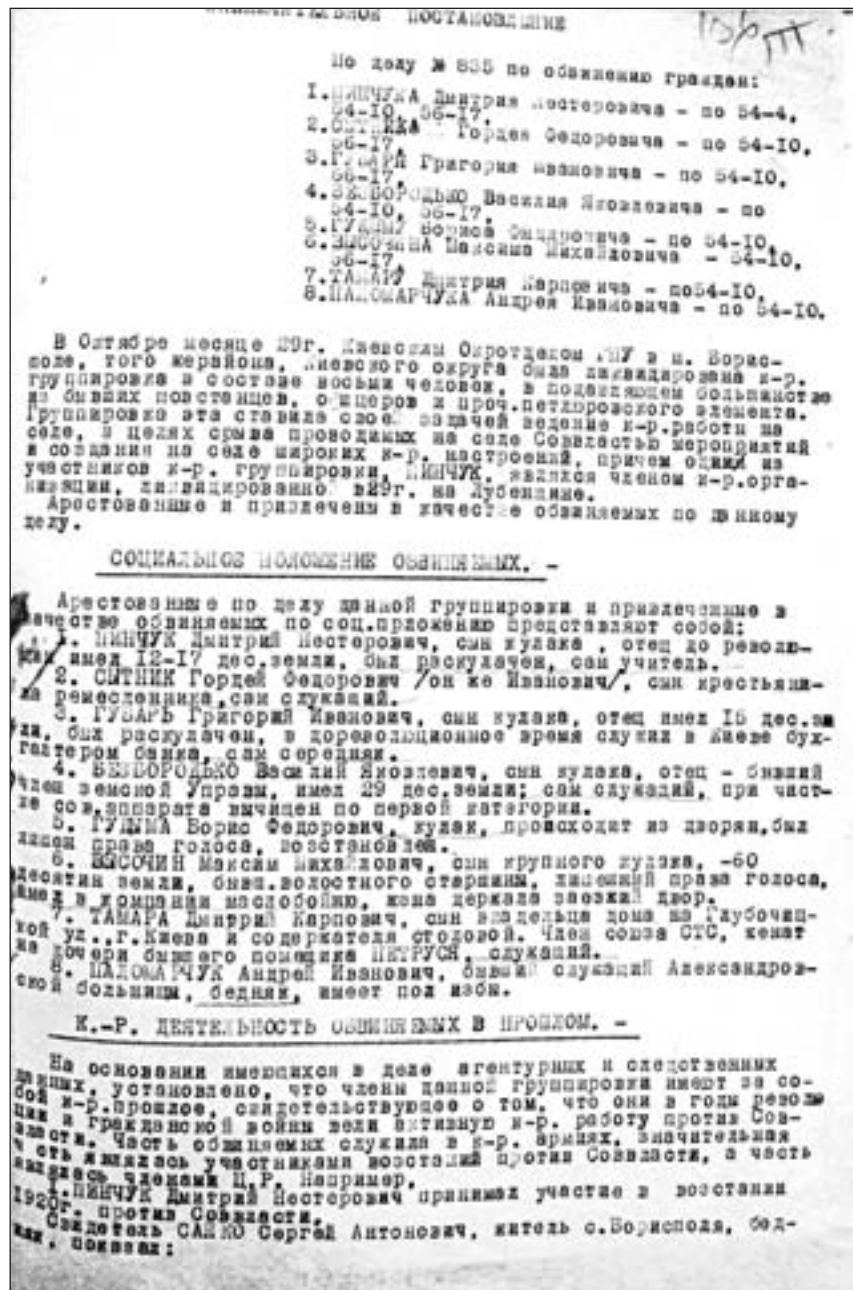 ПОСТАНОВЛЕНИЕ
По делу № 835 по обвинению граждан:
1. ПИНЧУКА Дмитрия Нестеровича - по 54-4,
54-10, 56-17,
2. СЫТНИКА Гордея Федоровича - по 54-10,
56-17,
3. ГУБАРЯ Григория Ивановича - по 54-10,
56-17,
4. БЕЗБОРОДЬКО Василия Яковлевича - по
54-10, 56-17,
5. ГУДЫМУ Бориса - по 54-10,
6. ВЫСОЧИНА Максима Михайловича - 54-10,
56-17,
7. ТАМАРУ Дмитрия Карповича - по54-10,
8. ПАЛОМАРЧУКА Андрея Ивановича - по 54-10.
В Октябре месяце 29г. Киевским Окротделом ГПУ в м. Борис-
поле, того жерайона, Киевского округа была ликвидирована к-р.
группировка в составе восьми человек, в подавляющем большинстве
из бывших повстанцев, офицеров и проч.петлюровского элемента.
Группировка эта ставила своей задачей ведение к-р.работы на
селе, в целях срыва проводимых на селе Соввластью мероприятий
и создания на селе широких к-р. настроений, причем один из
участников к-р. группировки, ПИНЧУК, являлся членом к-р.орга-
низации, ликвидированной в29г. на Лубенщине.
Арестованные и привлечены в качестве обвиняемых по данному
делу.
СОЦИАЛЬНОЕ ПОЛОЖЕНИЕ ОБВИНЯЕМЫХ. -
Арестованные по делу данной группировки и привлеченные в
качестве обвиняемых по соц.прложению представляют собой:
1. ПИНЧУК Дмитрий Нестерович, сын кулака , отец до револю-
ции имел 12-17 дес.земли, был раскулачен, сам учитель.
2. СЫТНИК Гордей Федорович /он же Иванович/, сын крестьяни-
на ремесленника,сам служащий.
3. ГУБАРЬ Григорий Иванович, сын кулака, отец имел 15 дес.зе
ли, был раскулачен, в дореволюционное время служил в Киеве бух-
галтером банка, сам середняк.
4. БЕЗБОРОДЬКО Василий Яковлевич, сын кулака, отец - бывший
член земской Управы, имел 29 дес.земли; сам служащий, при чист-
ке сов.аппарата вычищен по первой категории.
5. ГУДЫМА Борис Федорович, кулак, происходит из дворян,был
лишен права голоса, восстановлен.
6. ВЫСОЧИН Максим Михайлович, сын крупного кулака, -60
десятин земли, бывш.волостного старшины, лишенный права голоса,
имел в компании маслобойню, жена держала заезжий двор.
7. ТАМАРА Дмитрий Карпович, сын владельца дома на Глубочиц-
кой ул.,г.Киева и содержателя столовой. Член союза СТС, женат
на дочери бывшего помещика ПЕТРУСЯ, служащий.
8. ПАЛОМАРЧУК Андрей Иванович, бывший служащий Александров-
ской больницы, бедняк, имеет пол избы.
К.-Р. ДЕЯТЕЛЬНОСТЬ ОБВИНЯЕМЫХ В ПРОШЛОМ. -
На основании имеющихся в деле агентурных и следственных
данных, установлено, что члены данной группировки имеют за со-
бой к-р.прошлое, свидетельствующее о том, что они в годы револю
ции и гражданской войны вели активную к-р. работу против Сов-
власти. Часть обвиняемых служила в к-р. армиях, значительная
ч сть являлась участниками восстаний против Соввласти, а часть
являлась членами Ц.Р. Например,
1.ПИНЧУК Дмитрий Нестерович принимал участие в восстании
1920г. против Соввласти.
Свидетель САЙКО Сергей Антонович, житель с.Борисполя, бед-
няк, показал: